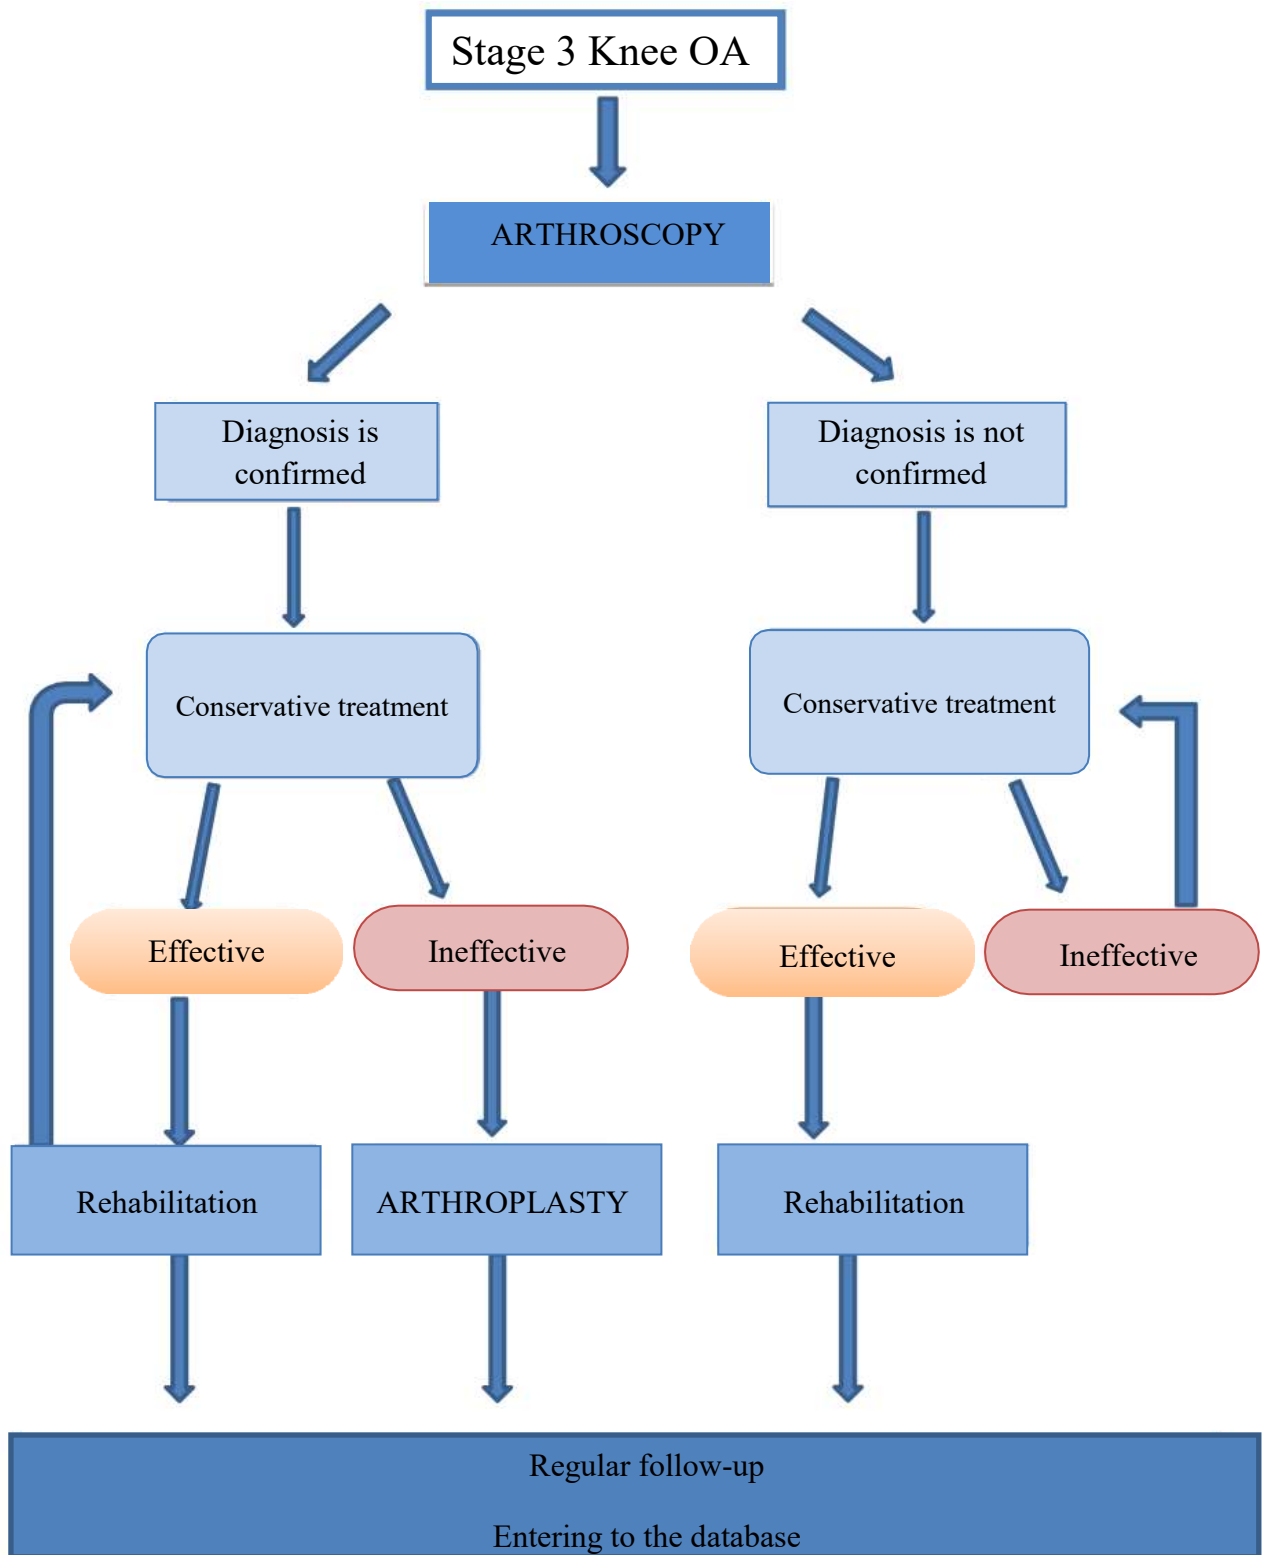 Stage 3 Knee OA
ARTHROSCOPY
Diagnosis is
confirmed
Diagnosis is not
confirmed
Conservative treatment
Conservative treatment
Effective
Ineffective
Effective
Ineffective
Rehabilitation
ARTHROPLASTY
Rehabilitation
Regular follow-up
Entering to the database